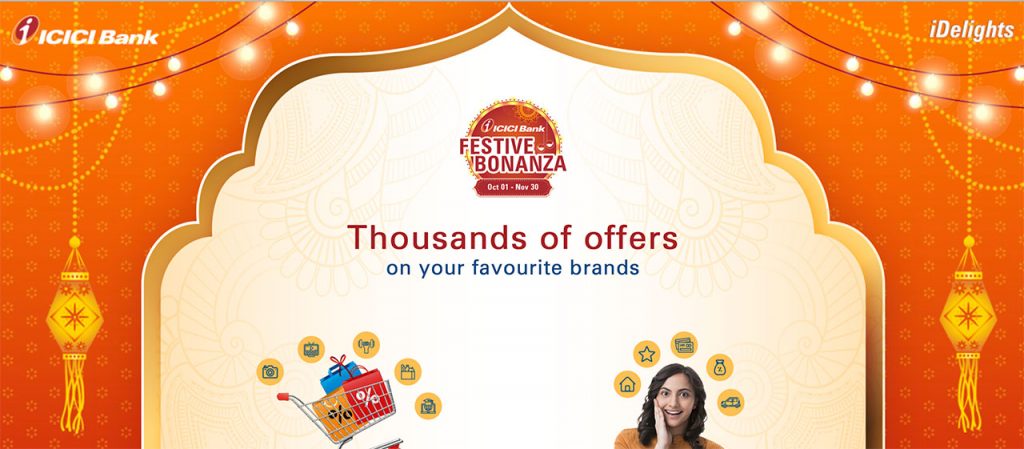 ICICI Bank
iDelights
ICICI Bank
FESTIVE
BONANZA
Oct 01 - Nov 30
Thousands of offers
on your favourite brands
%
%